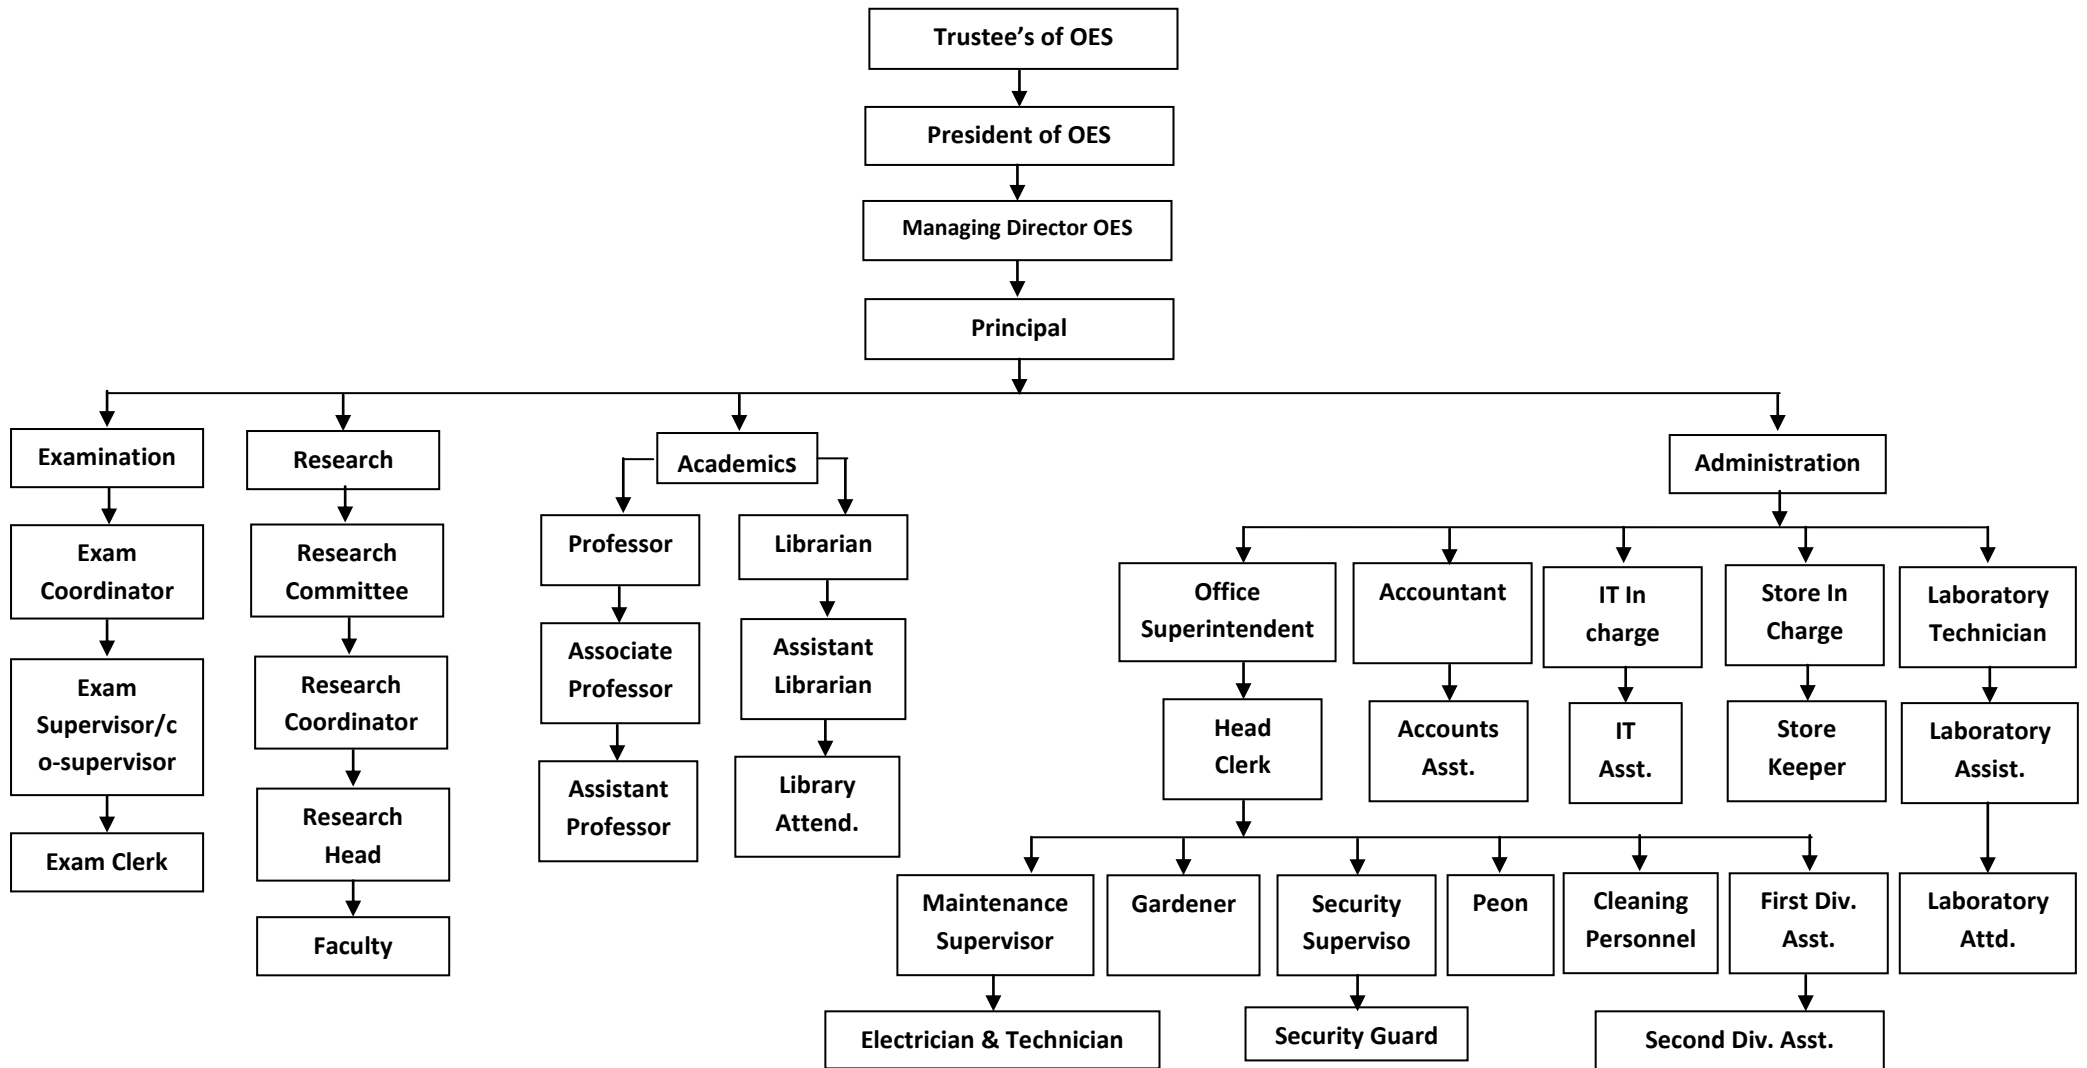 Trustee’s of OES
President of OES
Managing Director OES
Principal
Examination
Research
Academics
Administration
Exam
Coordinator
Research
Committee
Professor
Librarian
Office
Superintendent
Accountant
IT In
charge
Store In
Charge
Laboratory
Technician
Exam
Supervisor/c
o-supervisor
Research
Coordinator
Associate
Professor
Assistant
Librarian
Head
Clerk
Accounts
Asst.
IT
Asst.
Store
Keeper
Laboratory
Assist.
Exam Clerk
Research
Head
Assistant
Professor
Library
Attend.
Faculty
Maintenance
Supervisor
Gardener
Security
Superviso
Peon
Cleaning
Personnel
First Div.
Asst.
Laboratory
Attd.
Electrician & Technician
Security Guard
Second Div. Asst.